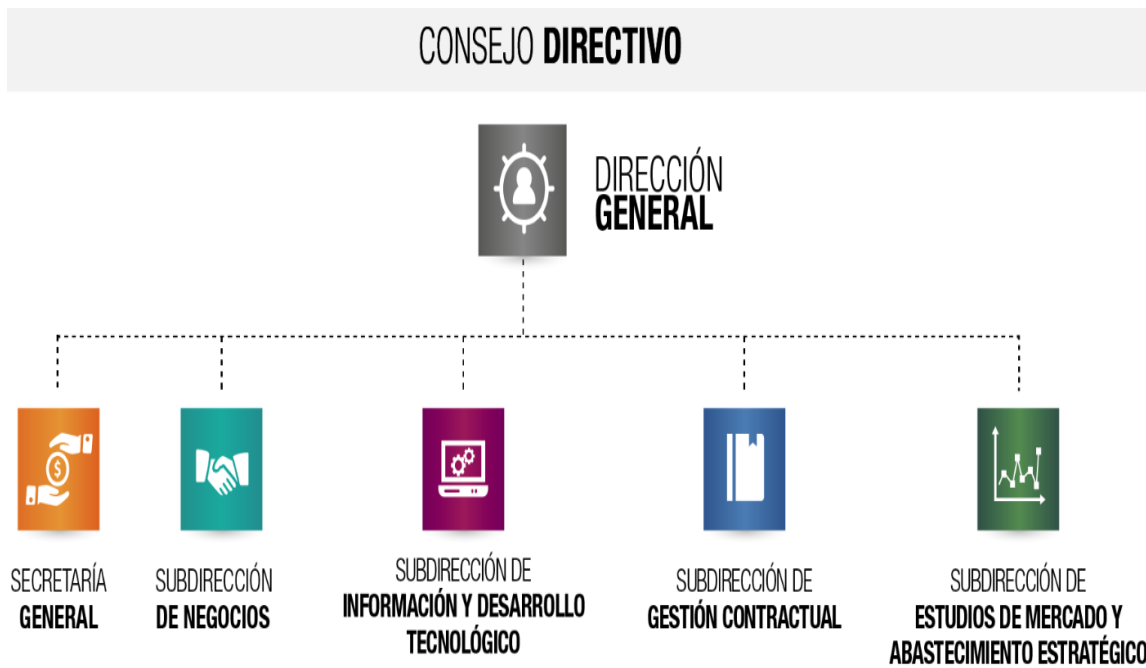 CONSEJO DIRECTIVO
DIRECCIÓN
GENERAL
SECRETARÍA
GENERAL
SUBDIRECCIÓN
DE NEGOCIOS
SUBDIRECCIÓN DE
INFORMACIÓN Y DESARROLLO
TECNOLÓGICO
SUBDIRECCIÓN DE
GESTIÓN CONTRACTUAL
SUBDIRECCIÓN DE
ESTUDIOS DE MERCADO Y
ABASTECIMIENTO ESTRATÉGICO